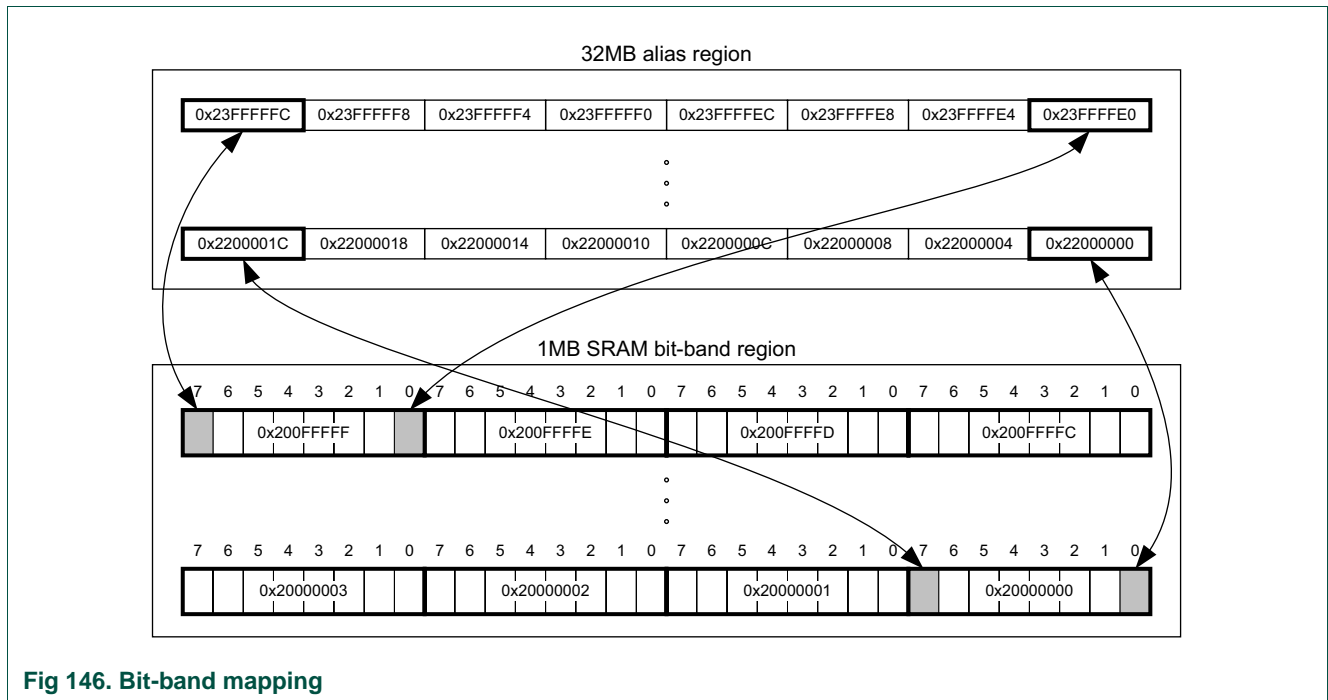 32MB alias region
0x23FFFFFC 0x23FFFFF8 0x23FFFFF4 0x23FFFFF0 0x23FFFFEC 0x23FFFFE8 0x23FFFFE4 0x23FFFFE0
0x2200001C 0x22000018 0x22000014 0x22000010 0x2200000C 0x22000008 0x22000004 0x22000000
1MB SRAM bit-band region
7 6 5 4 3 2 1 0 7 6 5 4 3 2 1 0 7 6 5 4 3 2 1 0 7 6 5 4 3 2 1 0
0x200FFFFF 0x200FFFFE 0x200FFFFD 0x200FFFFC
7 6 5 4 3 2 1 0 7 6 5 4 3 2 1 0 7 6 5 4 3 2 1 0 7 6 5 4 3 2 1 0
0x20000003 0x20000002 0x20000001 0x20000000
Fig 146. Bit-band mapping